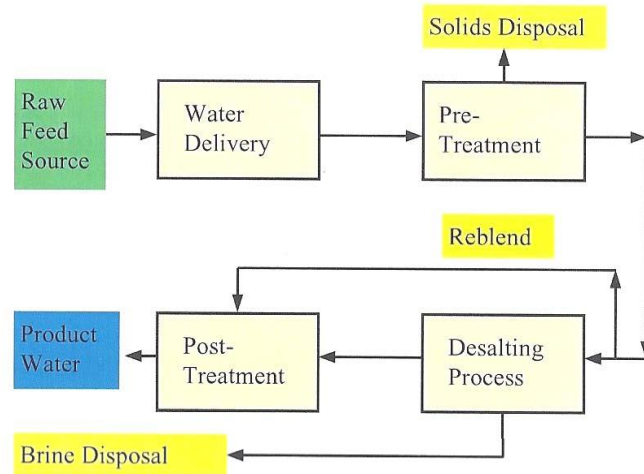 Solids Disposal
Raw
Feed
Source
Water
Delivery
Pre-
Treatment
Reblend
Product
Water
Post-
Treatment
Desalting
Process
Brine Disposal